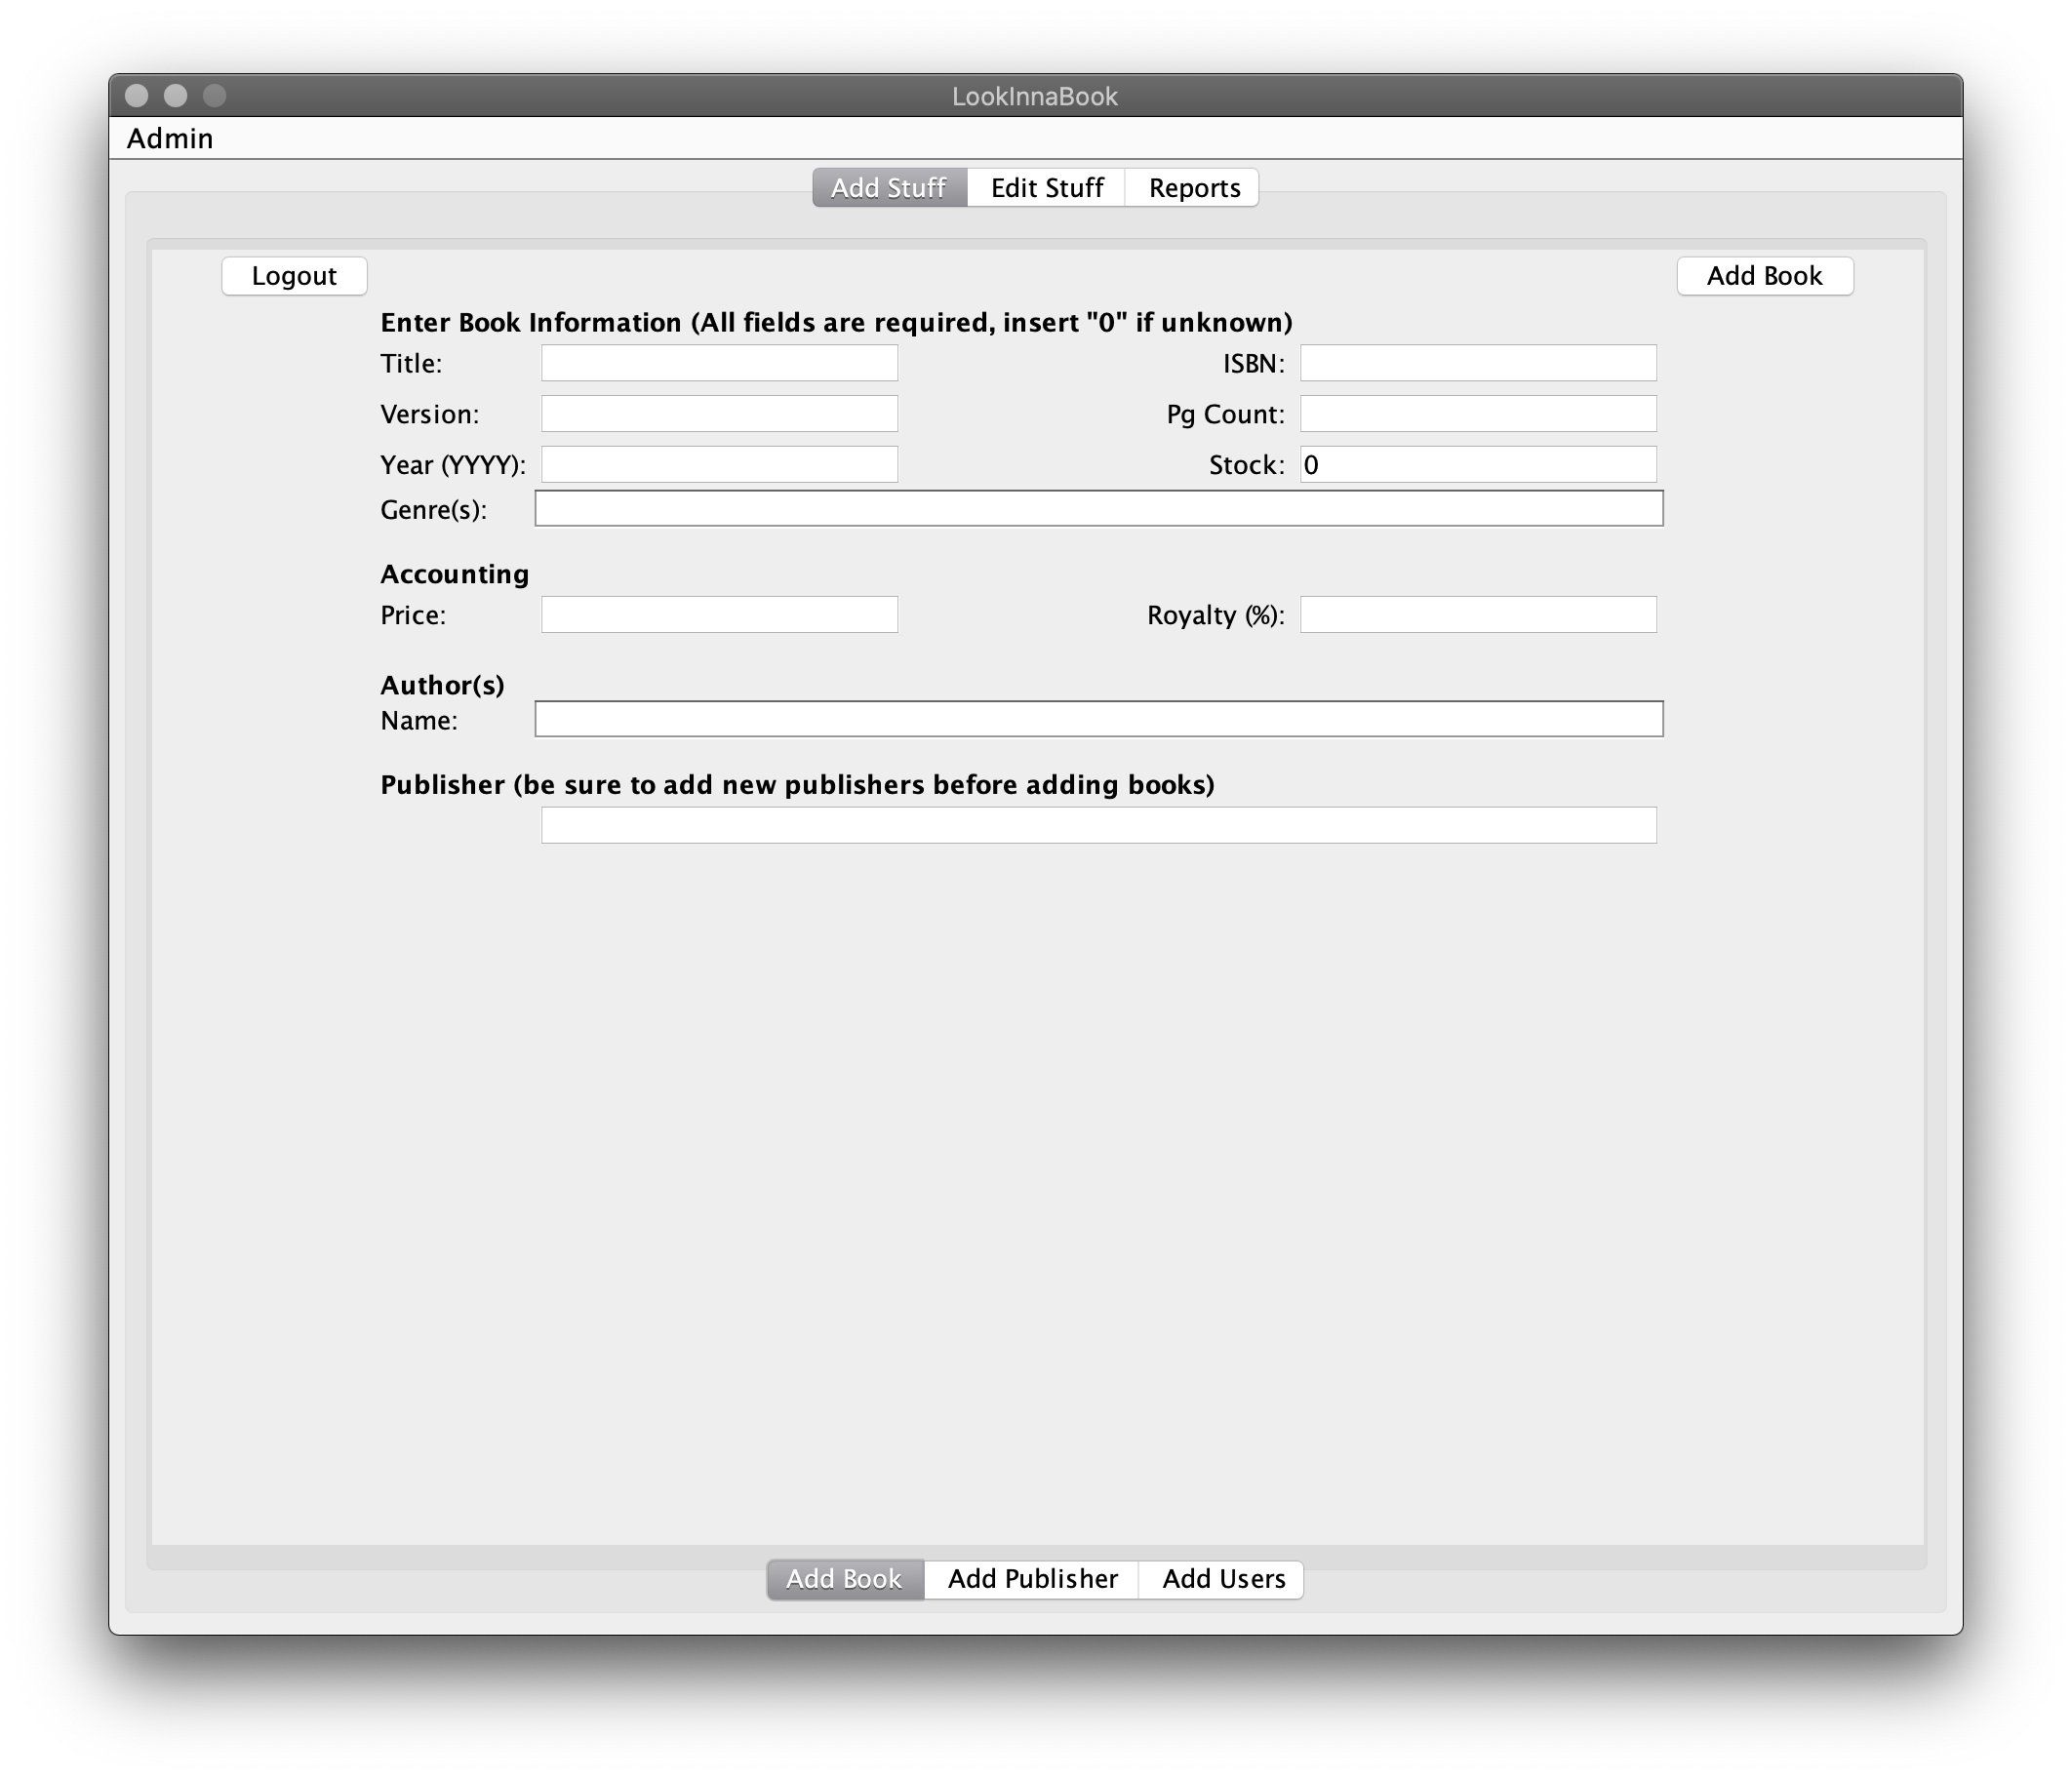 LookInnaBook
Admin
Add Stuff Edit Stuff Reports
Logout Add Book
Enter Book Information (All fields are required, insert "0" if unknown)
Title: ISBN:
Version: Pg Count:
Year (YYYY): Stock: 0
Genre(s):
Accounting
Price: Royalty (%):
Author(s)
Name:
Publisher (be sure to add new publishers before adding books)
Add Book Add Publisher Add Users